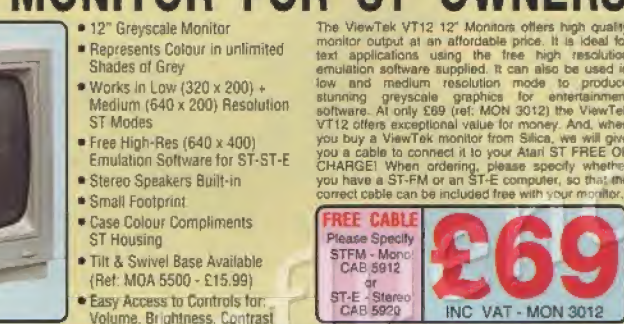 MONITOR FOR ST OWNERS
• 12" Greyscale Monitor
• Represents Colour in unlimited
Shades of Grey
• Works in Low (320 x 200) +
Medium (640 x 200) Resolution
ST Modes
• Free High-Res (640 x 400)
Emulation Software for ST-ST-E
• Stereo Speakers Built-in
• Small Footprint
• Case Colour Compliments
ST Housing
• Tilt & Swivel Base Available
(Ref: MOA 5500 - £15.99)
• Easy Access to Controls for:
Volume, Brightness, Contrast
The ViewTek VT12 12" Monitors offers high quality
monitor output at an affordable price. It is ideal for
text applications using the free high resolution
emulation software supplied. It can also be used in
low and medium resolution mode to produce
stunning greyscale graphics for entertainment
software. At only £69 (ref: MON 3012) the ViewTek
VT12 offers exceptional value for money. And, when
you buy a ViewTek monitor from Silica, we will give
you a cable to connect it to your Atari ST FREE OF
CHARGE! When ordering, please specify whether
you have a ST-FM or an ST-E computer, so that the
correct cable can be included free with your monitor.
FREE CABLE
Please Specify
STFM - Mono
CAB 5912
or
ST-E - Stereo
CAB 5920
£69
INC VAT - MON 3012